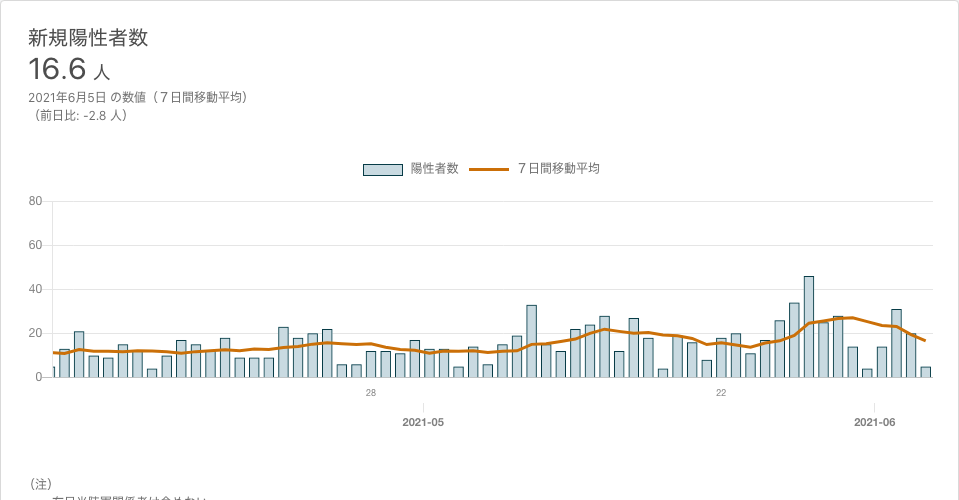 新規陽性者数
16.6 人
2021年6月5日 の数値（７日間移動平均）
（前日比: -2.8 人）
陽性者数 ７日間移動平均
80
60
40
20
0
28 22
2021-05 2021-06
（注）